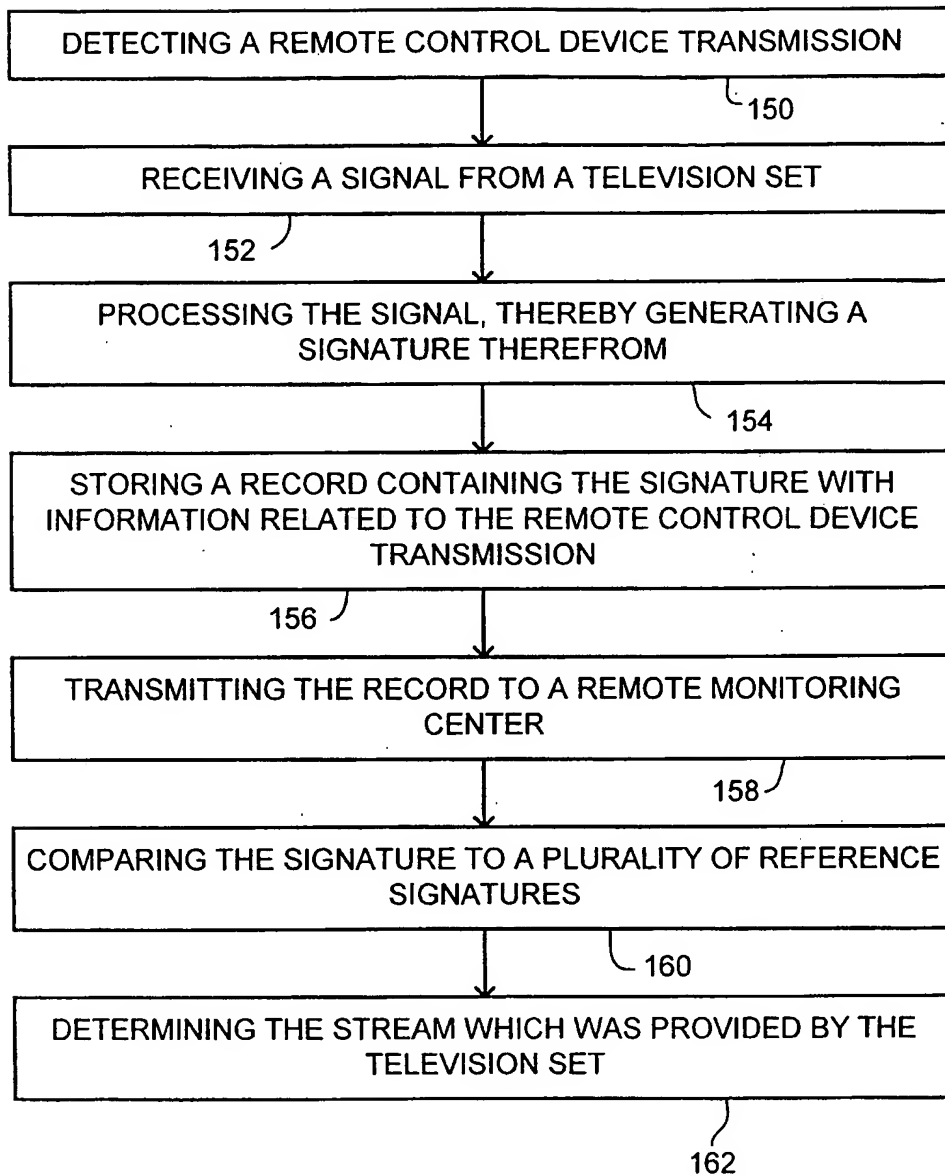 DETECTING A REMOTE CONTROL DEVICE TRANSMISSION
150
RECEIVING A SIGNAL FROM A TELEVISION SET
152
PROCESSING THE SIGNAL, THEREBY GENERATING A
SIGNATURE THEREFROM
154
STORING A RECORD CONTAINING THE SIGNATURE WITH
INFORMATION RELATED TO THE REMOTE CONTROL DEVICE
TRANSMISSION
156
TRANSMITTING THE RECORD TO A REMOTE MONITORING
CENTER
158
COMPARING THE SIGNATURE TO A PLURALITY OF REFERENCE
SIGNATURES
160
DETERMINING THE STREAM WHICH WAS PROVIDED BY THE
TELEVISION SET
162